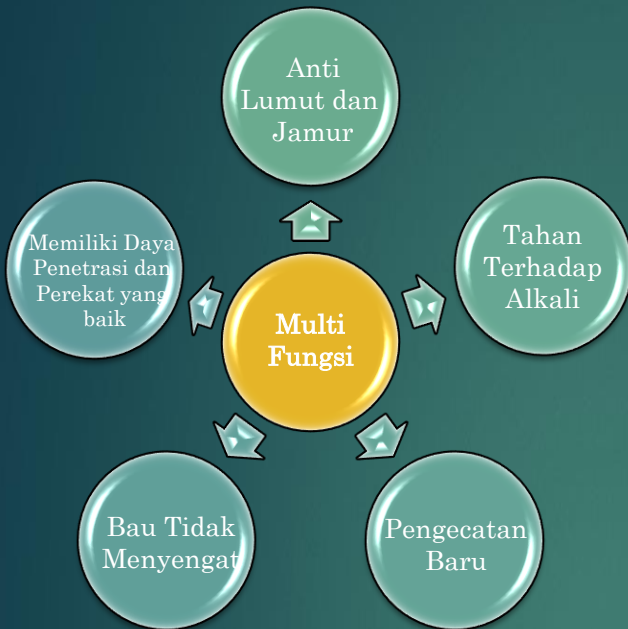 Anti
Lumut dan
Jamur
Tahan
Terhadap
Alkali
Memiliki Daya
Penetrasi dan
Perekat yang
baik
Multi
Fungsi
Bau Tidak
Menyengat
Pengecatan
Baru